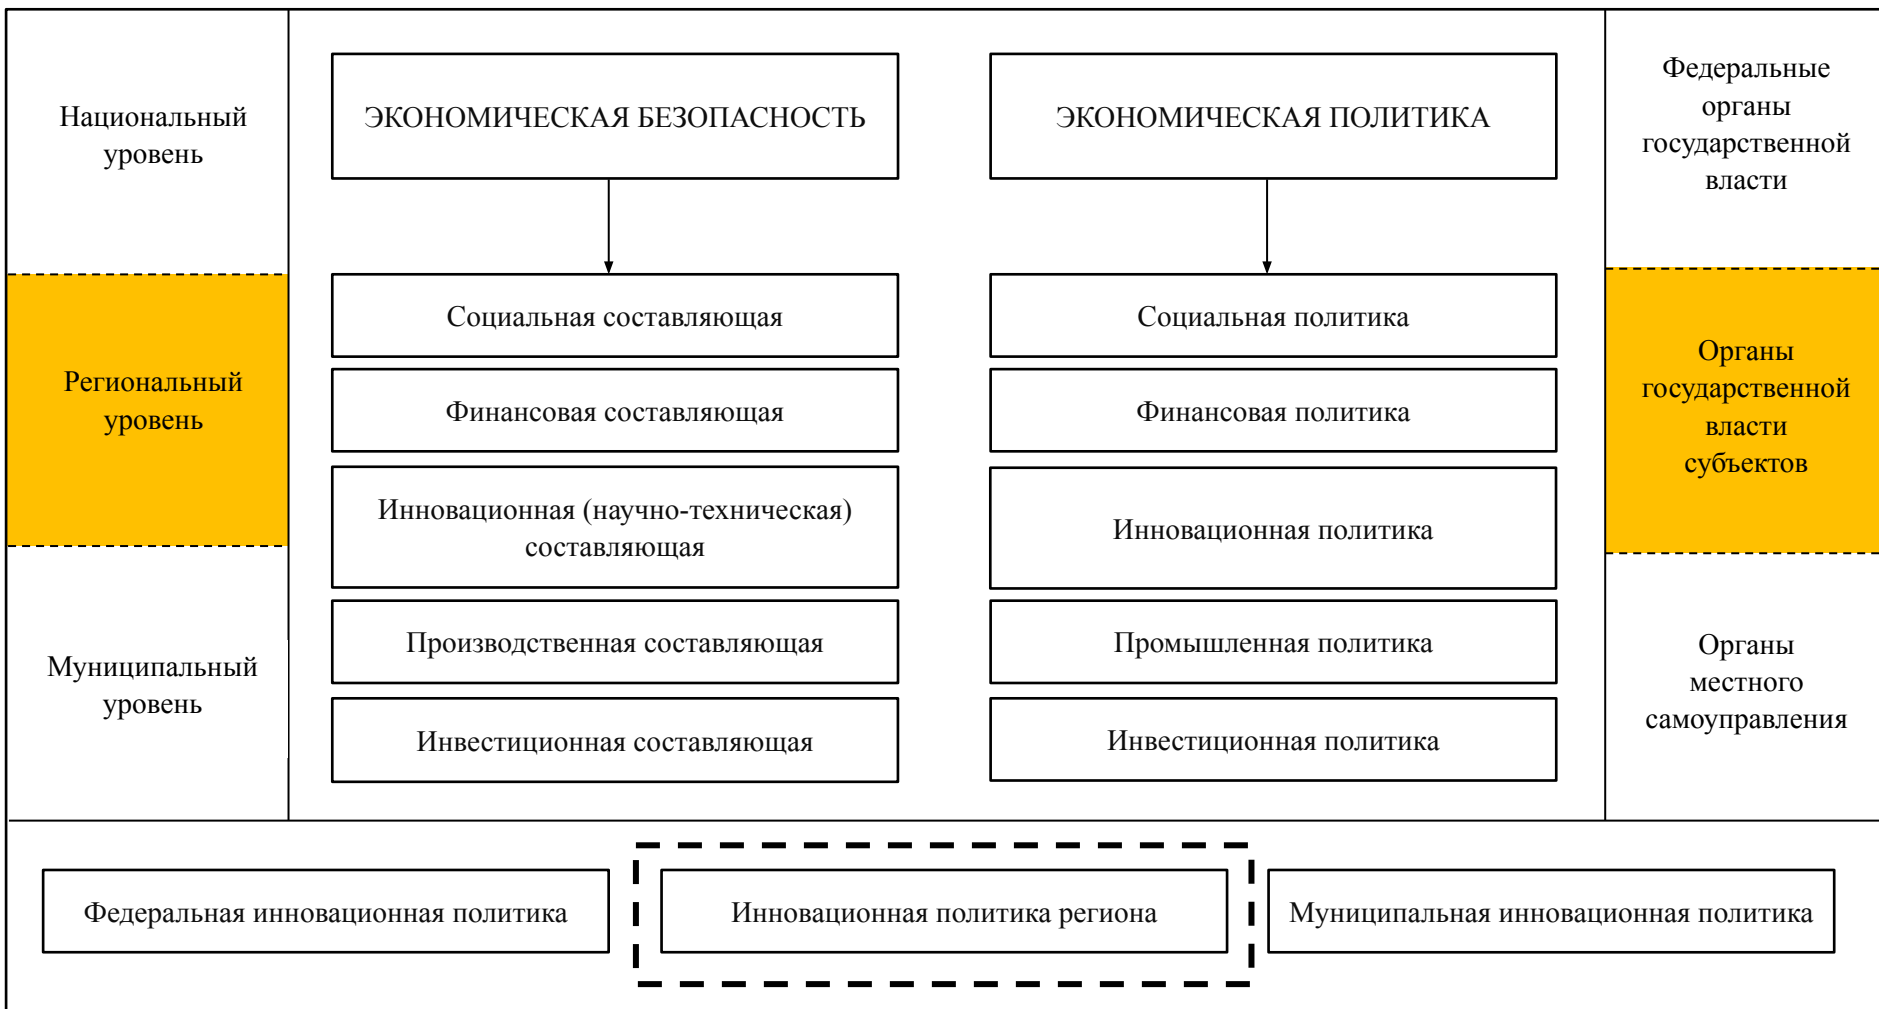 Национальный
уровень
ЭКОНОМИЧЕСКАЯ БЕЗОПАСНОСТЬ
ЭКОНОМИЧЕСКАЯ ПОЛИТИКА
Федеральные
органы
государственной
власти
Региональный
уровень
Социальная составляющая
Социальная политика
Финансовая составляющая
Финансовая политика
Органы
государственной
власти
субъектов
Инновационная (научно-техническая)
составляющая
Инновационная политика
Муниципальный
уровень
Производственная составляющая
Промышленная политика
Инвестиционная составляющая
Инвестиционная политика
Органы
местного
самоуправления
Федеральная инновационная политика
Инновационная политика региона
Муниципальная инновационная политика